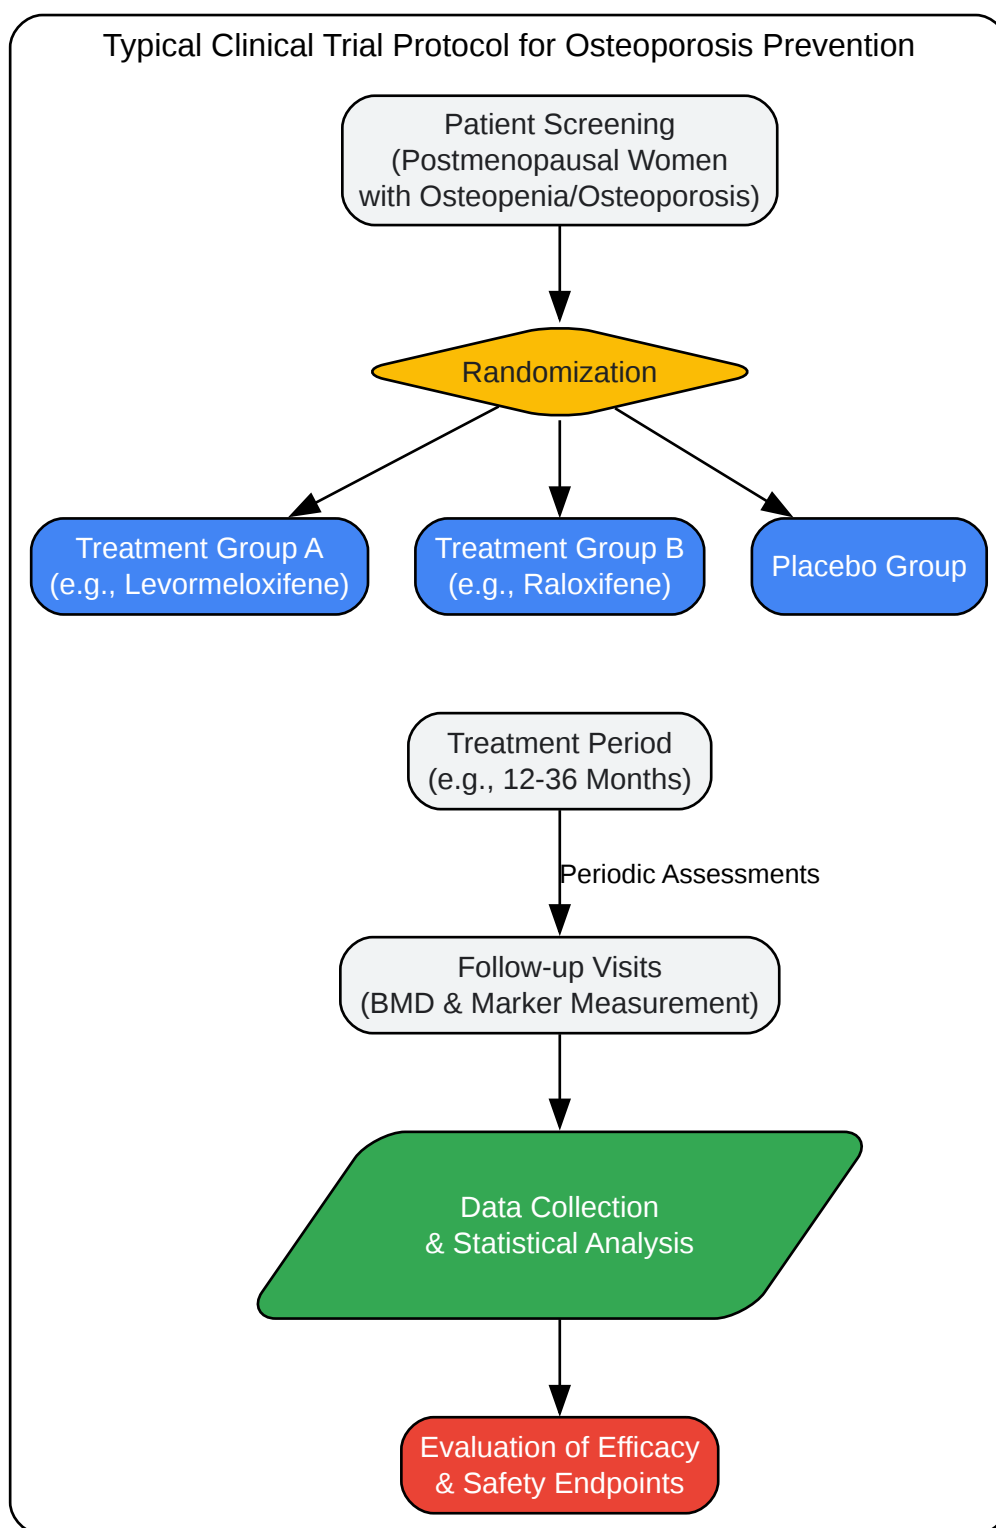 Typical Clinical Trial Protocol for Osteoporosis Prevention
Patient Screening
(Postmenopausal Women
with Osteopenia/Osteoporosis)
Randomization
Treatment Group A
(e.g., Levormeloxifene)
Treatment Group B
(e.g., Raloxifene)
Placebo Group
Treatment Period
(e.g., 12-36 Months)
Periodic Assessments
Follow-up Visits
(BMD & Marker Measurement)
Data Collection
& Statistical Analysis
Evaluation of Efficacy
& Safety Endpoints